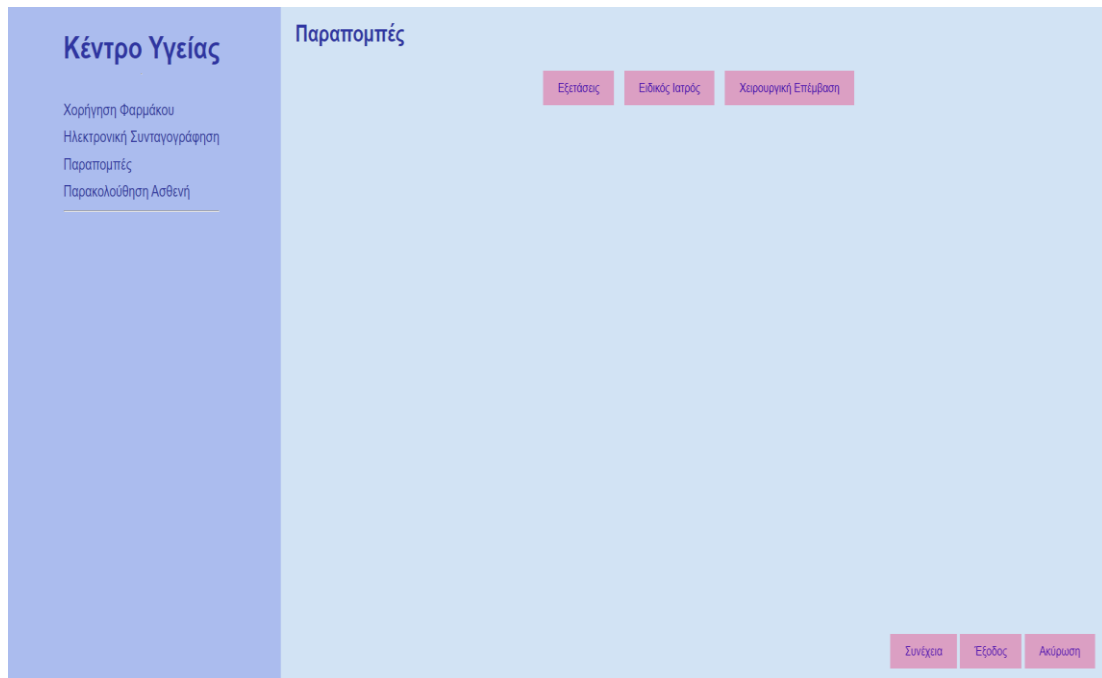 Κέντρο Υγείας
Χορήγηση Φαρμάκου
Ηλεκτρονική Συνταγογράφηση
Παραπομπές
Παρακολούθηση Ασθενή
Παραπομπές
Εξετάσεις
Ειδικός Ιατρός
Χειρουργική Επέμβαση
Συνέχεια
Έξοδος
Ακύρωση